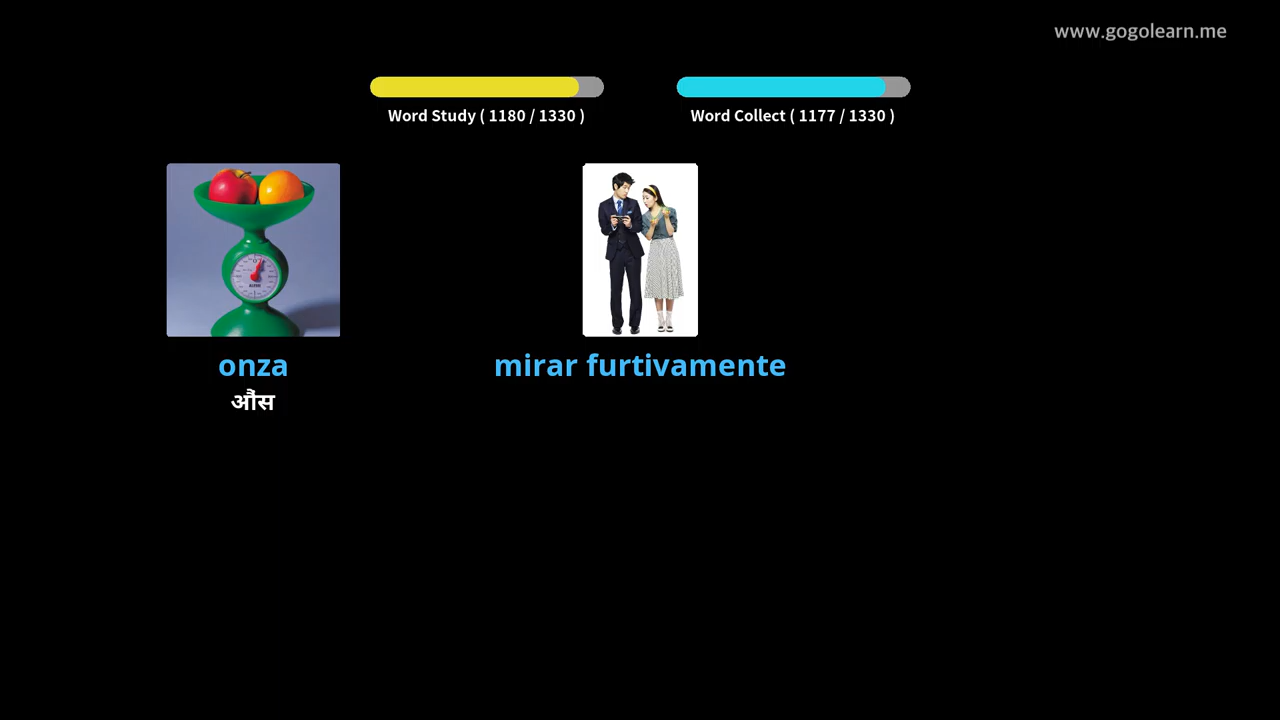 www.gogolearn.me
Word Study ( 1180 / 1330 )
Word Collect ( 1177 / 1330 )
onza
mirar furtivamente
औंस